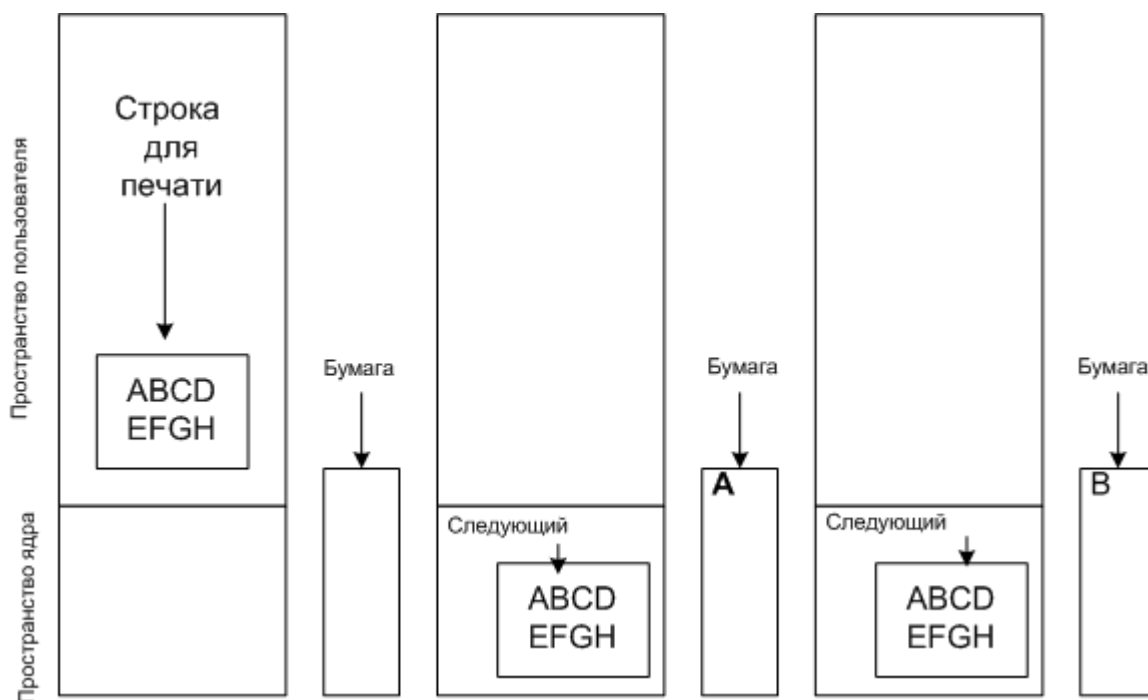 Пространство пользователя
Пространство ядра
Строка
для
печати
ABCD
EFGH
Бумага
Следующий
ABCD
EFGH
Бумага
A
Следующий
ABCD
EFGH
Бумага
B